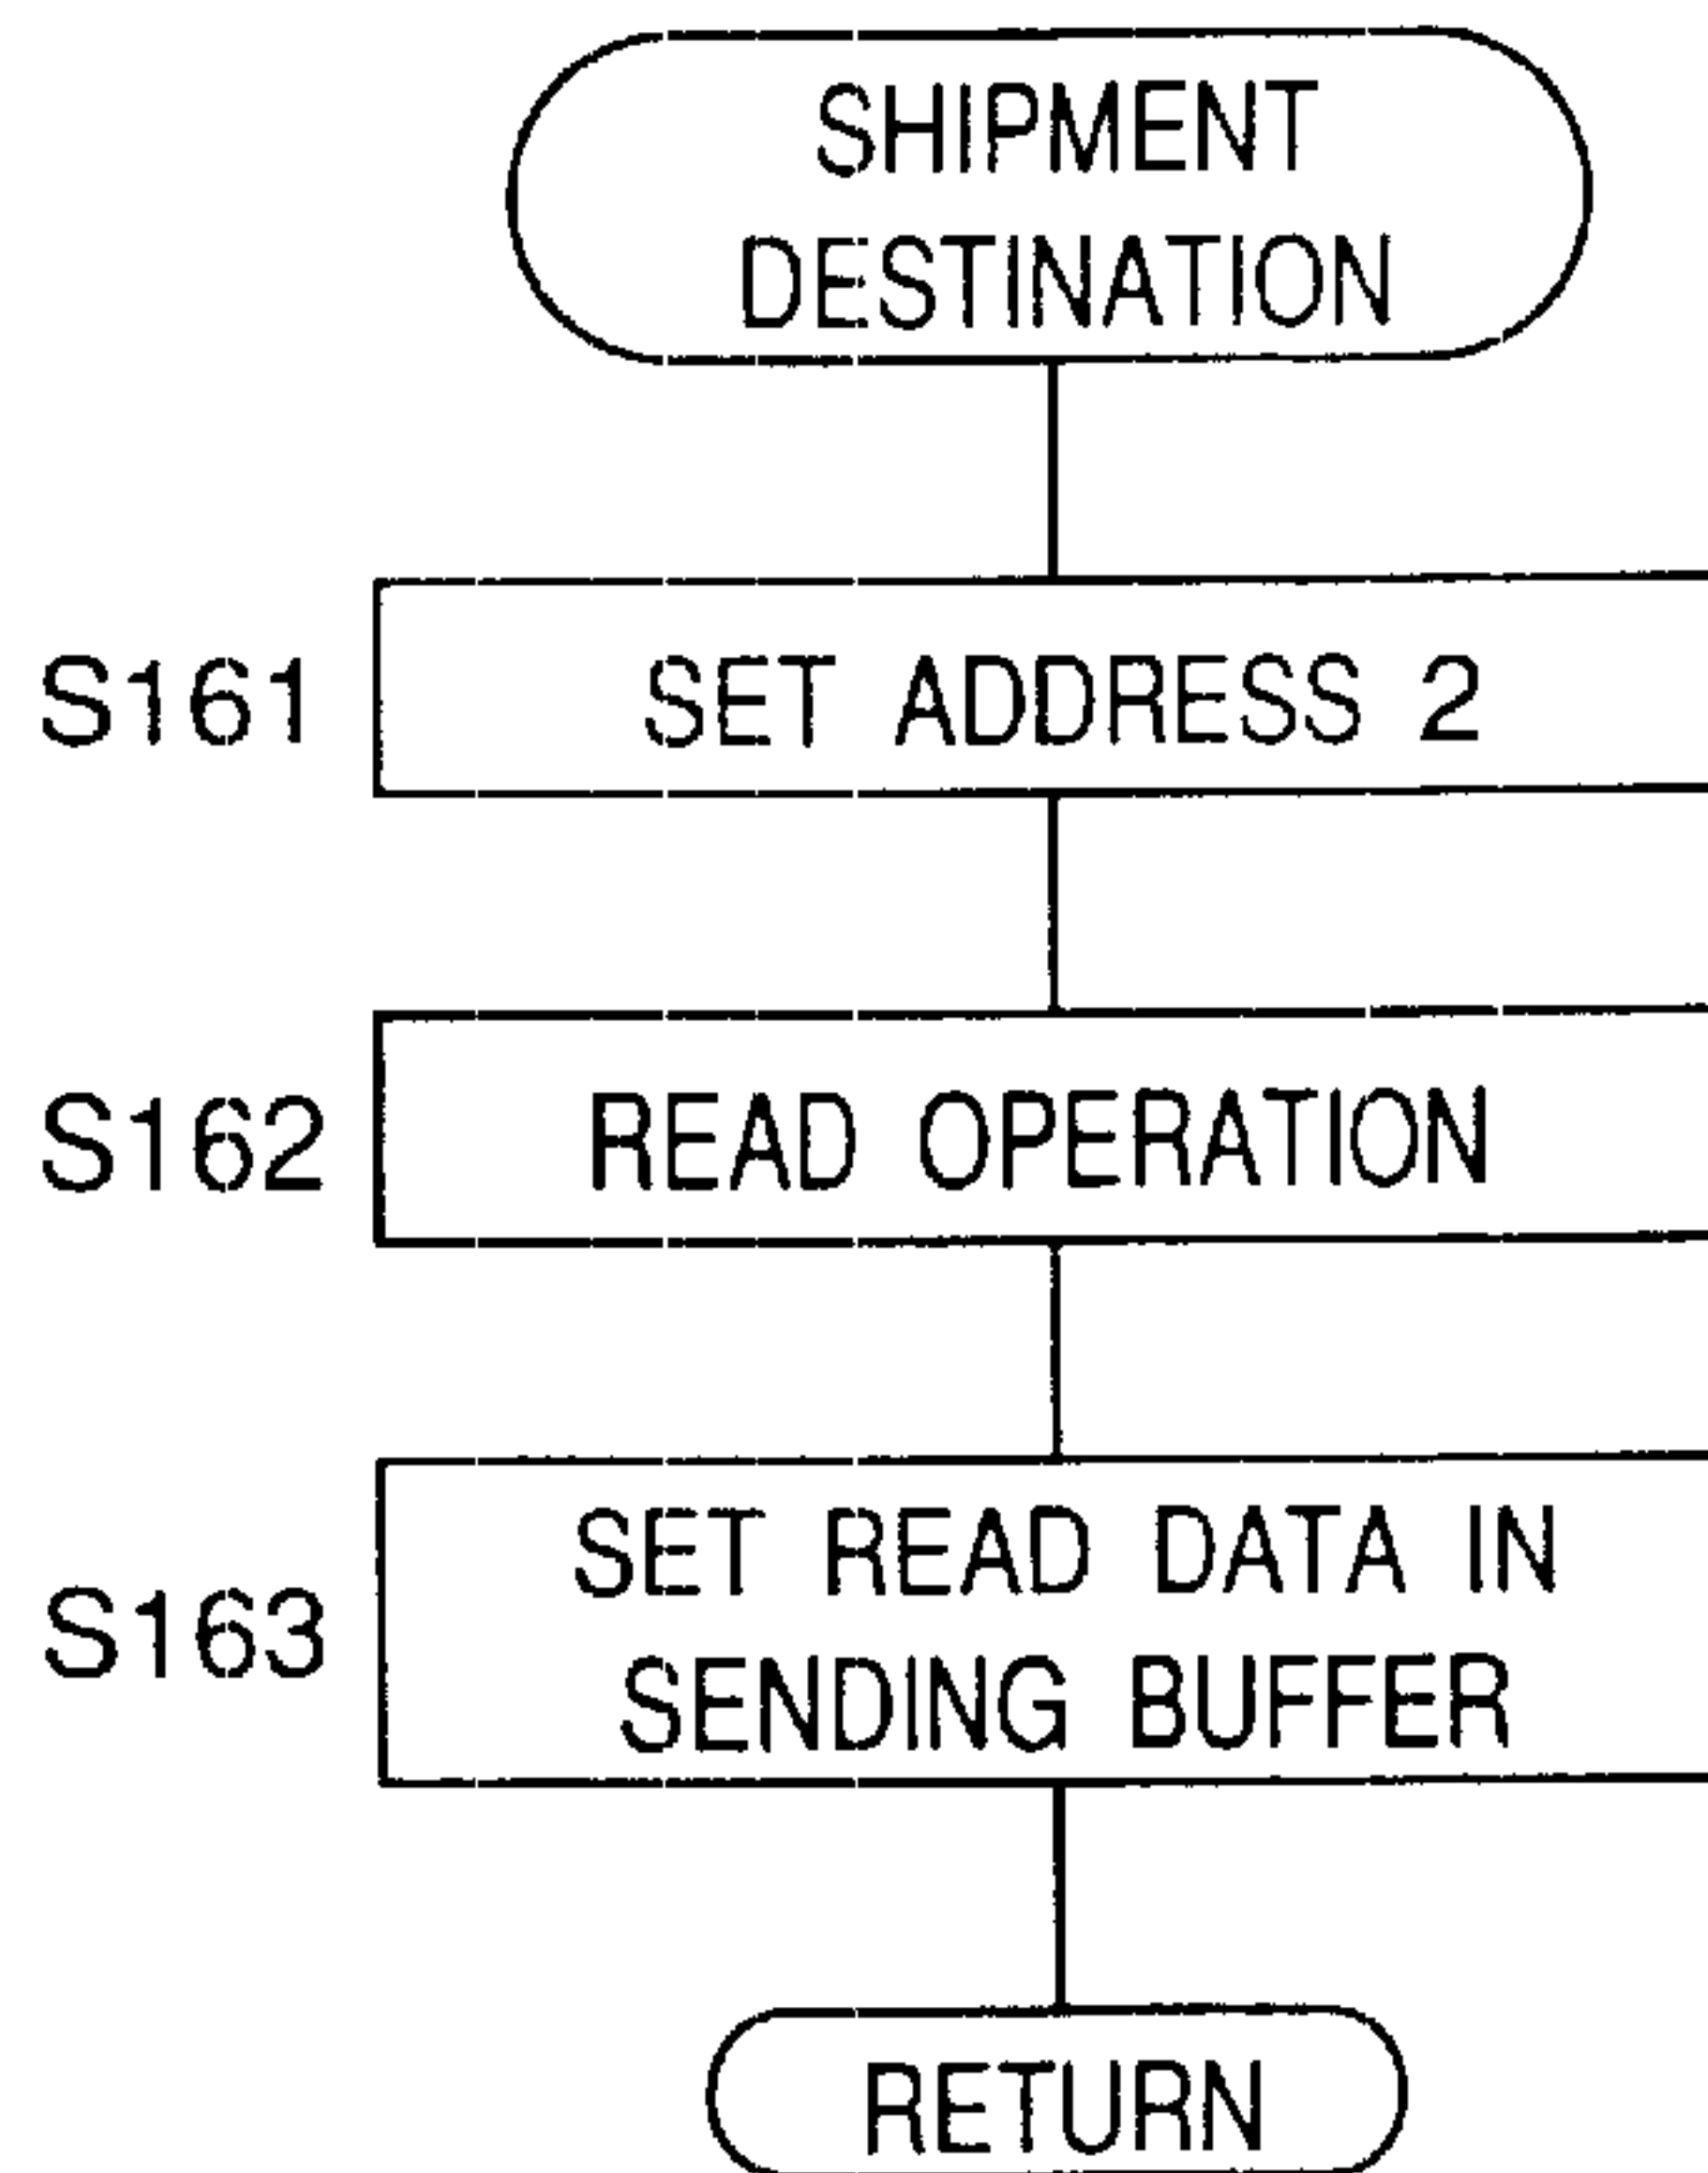 SHIPMENT
DESTINATION
S161
SET ADDRESS 2
S162
READ OPERATION
S163
SET READ DATA IN
SENDING BUFFER
RETURN